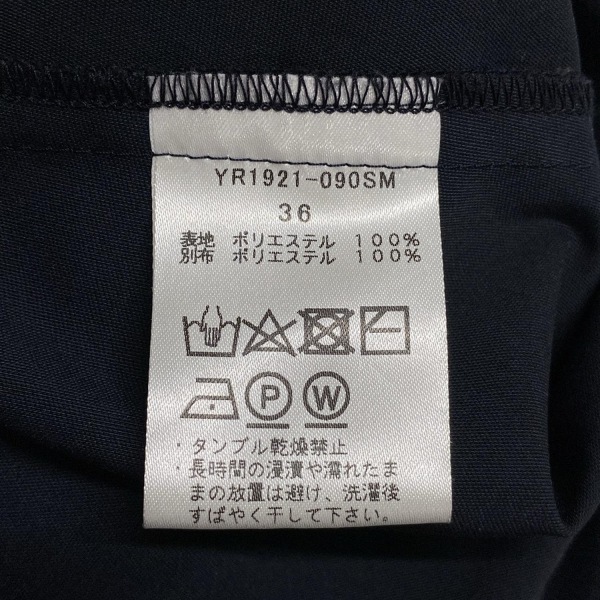 YR1921-090SM
36
表地 ポリエステル 100%
別布 ポリエステル 100%
P W
・タンブル乾燥禁止
・長時間の浸漬や濡れたま
まの放置は避け、洗濯後
すばやく干して下さい。